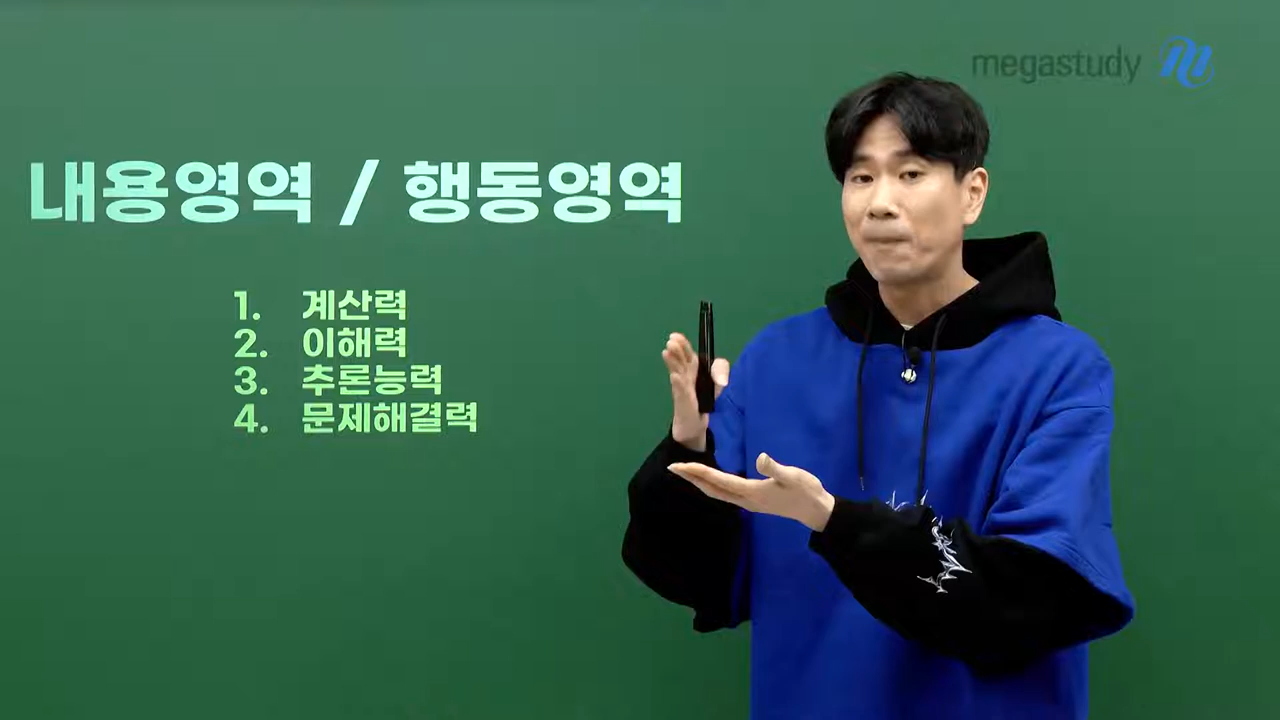 megastudy
내용영역 / 행동영역
1. 계산력
2. 이해력
3. 추론능력
4. 문제해결력